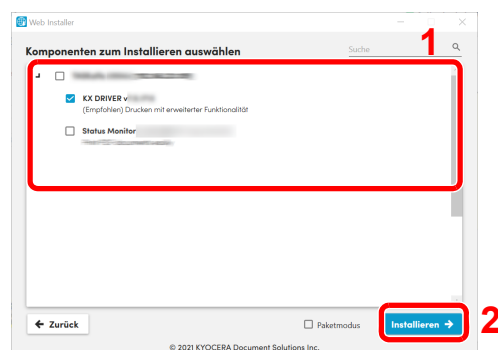 Web Installer
Komponenten zum Installieren auswählen
Suche
1
KX DRIVER v
(Empfohlen) Drucken mit erweiterter Funktionalität
Status Monitor
Zurück
Paketmodus
Installieren
2
© 2021 KYOCERA Document Solutions Inc.